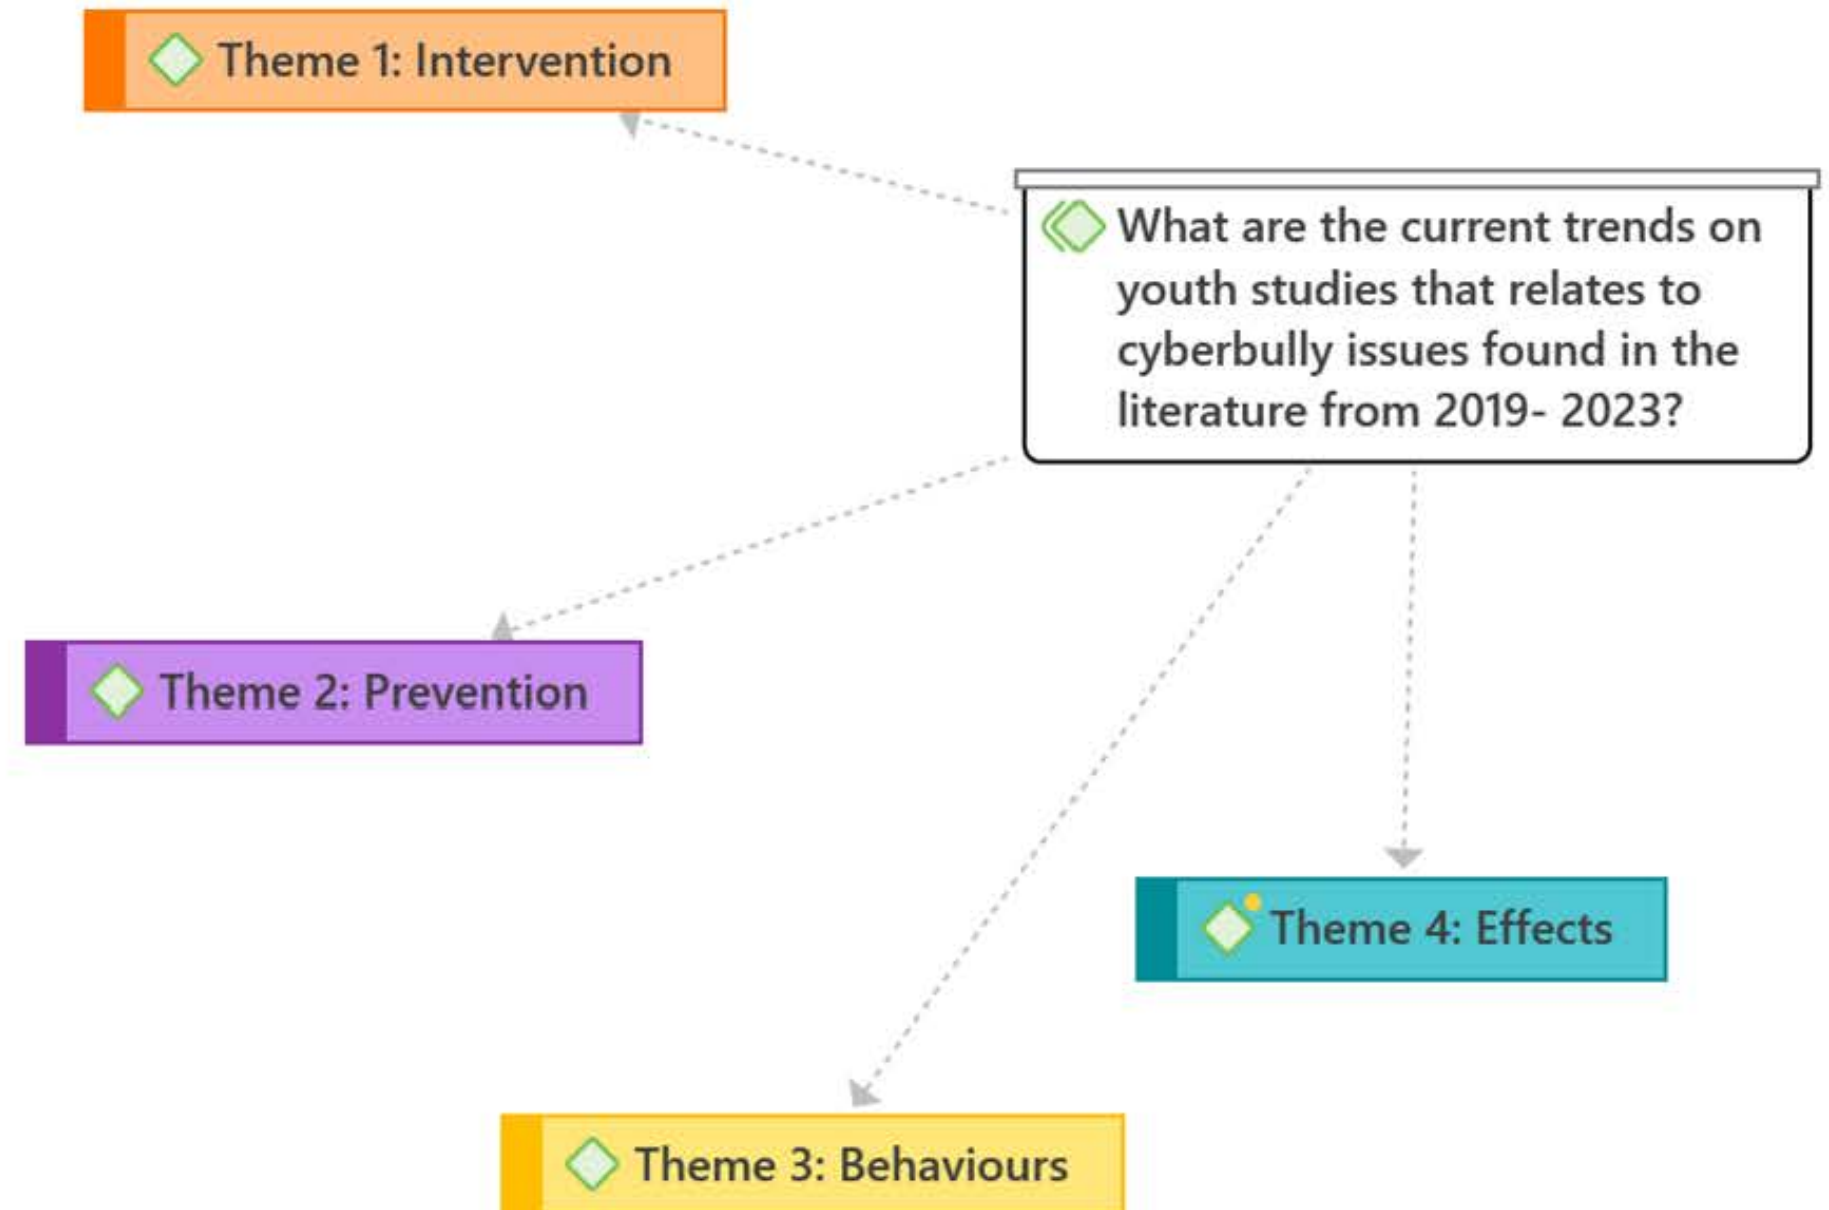 Theme 1: Intervention
What are the current trends on
youth studies that relates to
cyberbully issues found in the
literature from 2019- 2023?
Theme 2: Prevention
Theme 4: Effects
Theme 3: Behaviours